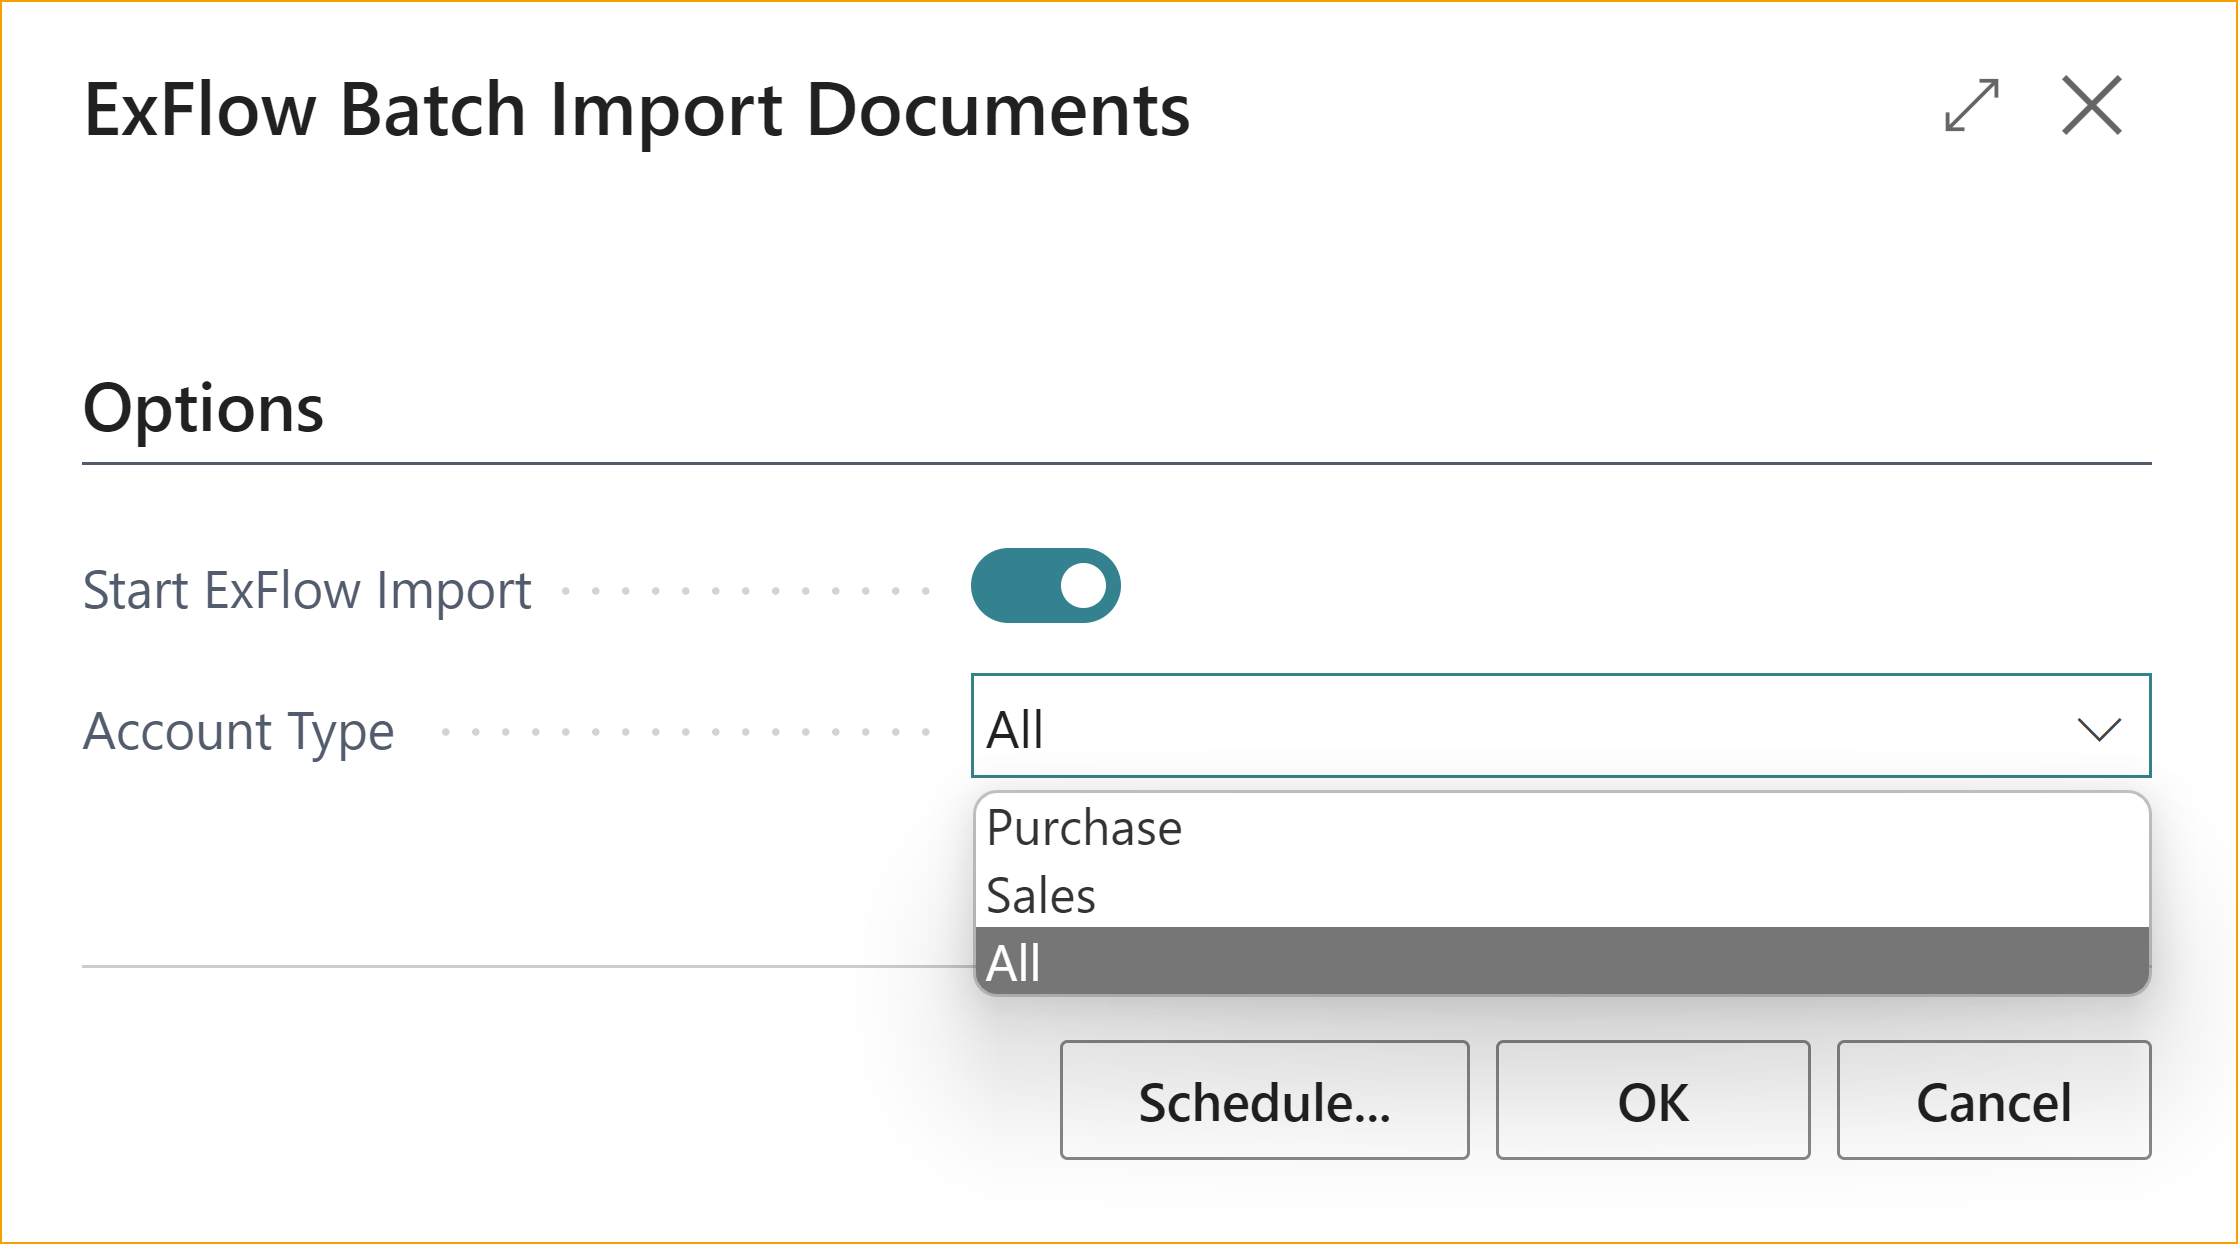 ExFlow Batch Import Documents
Options
Start ExFlow Import
Account Type
All
Purchase
Sales
All
Schedule...
OK
Cancel